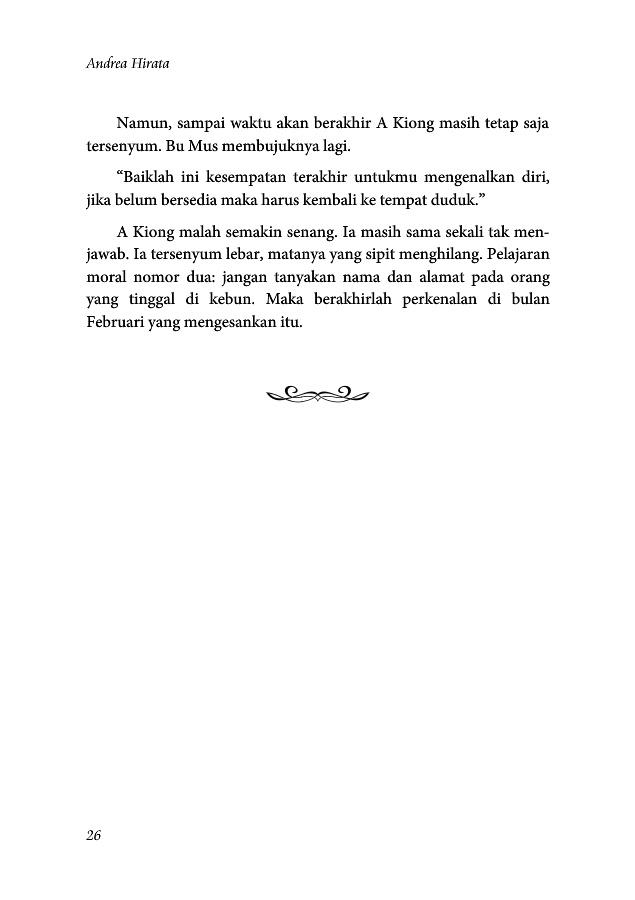 Andrea Hirata
Namun, sampai waktu akan berakhir A Kiong masih tetap saja
tersenyum. Bu Mus membujuknya lagi.
“Baiklah ini kesempatan terakhir untukmu mengenalkan diri,
jika belum bersedia maka harus kembali ke tempat duduk.”
A Kiong malah semakin senang. Ia masih sama sekali tak men-
jawab. Ia tersenyum lebar, matanya yang sipit menghilang. Pelajaran
moral nomor dua: jangan tanyakan nama dan alamat pada orang
yang tinggal di kebun. Maka berakhirlah perkenalan di bulan
Februari yang mengesankan itu.
26